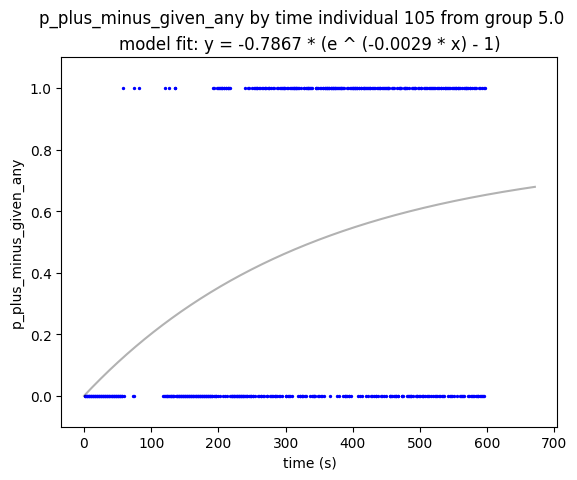 p_plus_minus_given_any by time individual 105 from group 5.0
model fit: y = -0.7867 * (e ^ (-0.0029 * x) - 1)
1.0
0.8
0.6
0.4
0.2
0.0
p_plus_minus_given_any
0 100 200 300 400 500 600 700
time (s)